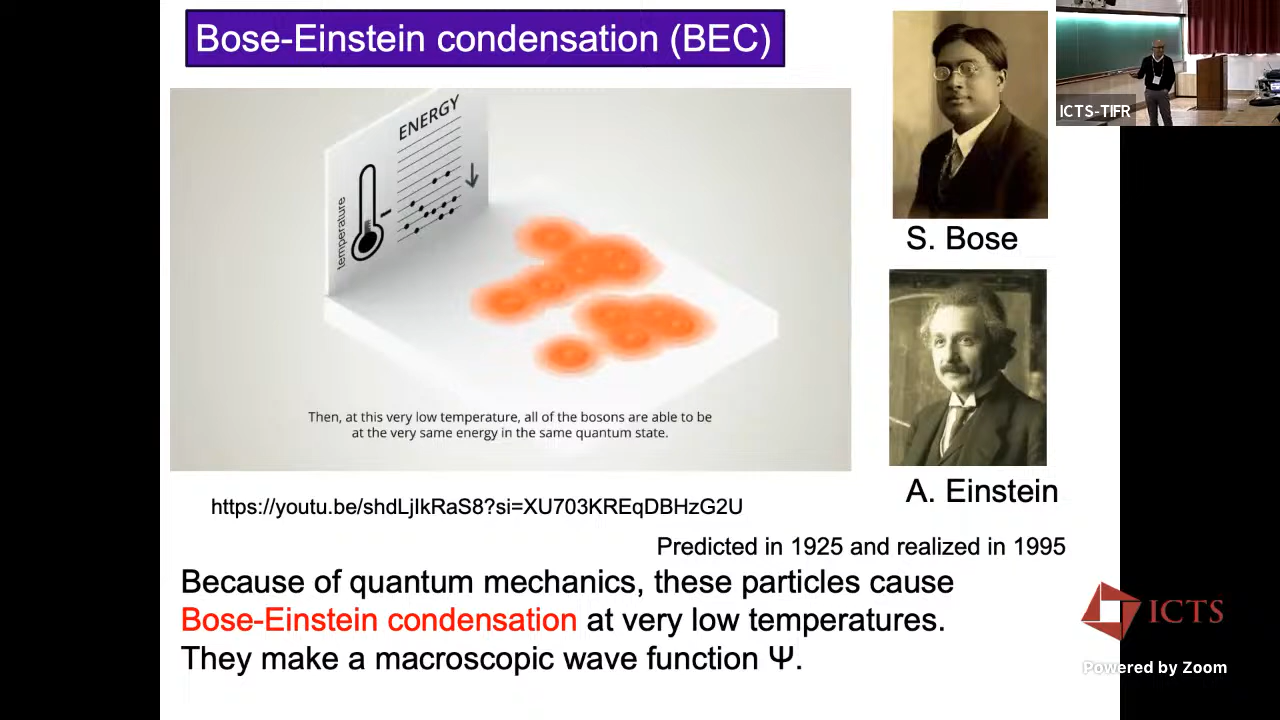 Bose-Einstein condensation (BEC)
ICTS-TIFR
ENERGY
temperature
S. Bose
Then, at this very low temperature, all of the bosons are able to be
at the very same energy in the same quantum state.
A. Einstein
https://youtu.be/shdLjIkRaS8?si=XU703KREqDBHzG2U
Predicted in 1925 and realized in 1995
Because of quantum mechanics, these particles cause
Bose-Einstein condensation at very low temperatures.
They make a macroscopic wave function Ψ.
ICTS
Powered by Zoom